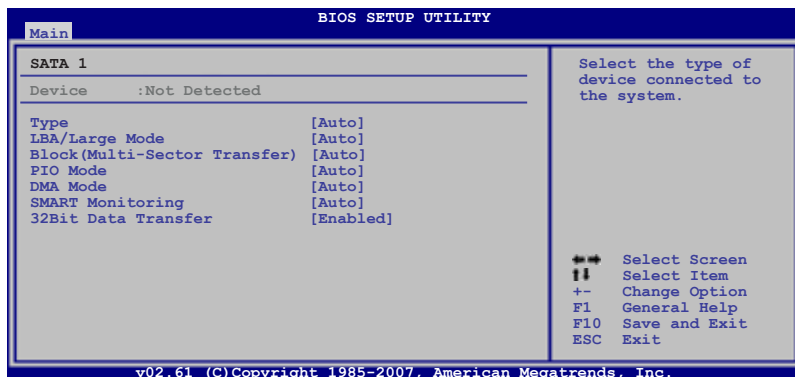 BIOS SETUP UTILITY
Main
SATA 1
Device :Not Detected
Type [Auto]
LBA/Large Mode [Auto]
Block(Multi-Sector Transfer) [Auto]
PIO Mode [Auto]
DMA Mode [Auto]
SMART Monitoring [Auto]
32Bit Data Transfer [Enabled]
Select the type of
device connected to
the system.
Select Screen
Select Item
+- Change Option
F1 General Help
F10 Save and Exit
ESC Exit
v02.61 (C)Copyright 1985-2007, American Megatrends, Inc.